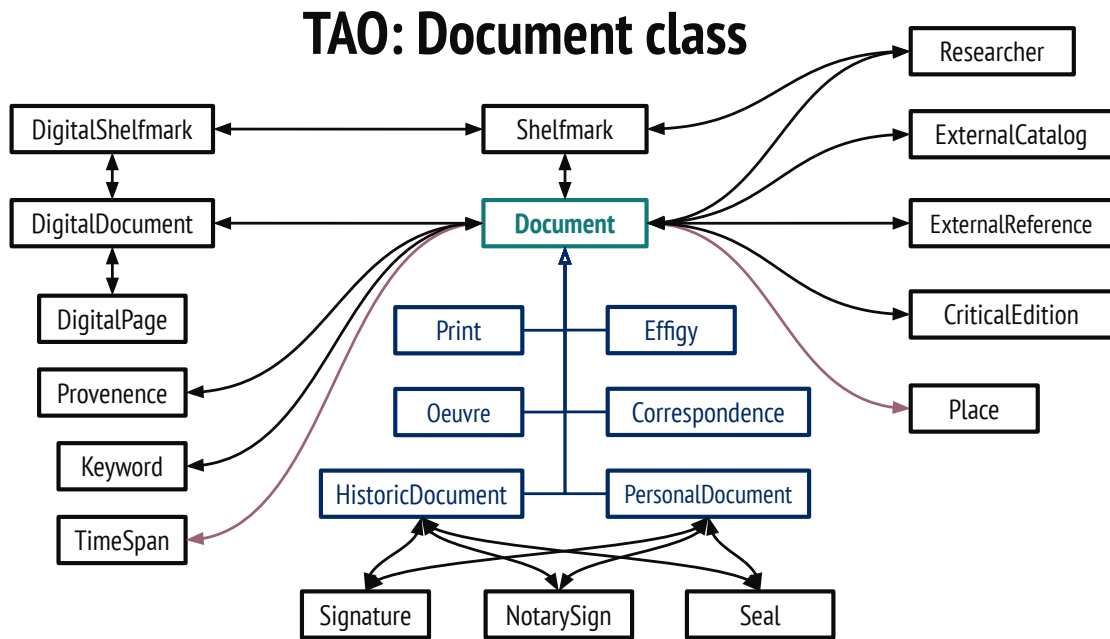 TAO: Document class
Researcher
DigitalShelfmark
Shelfmark
ExternalCatalog
DigitalDocument
Document
ExternalReference
DigitalPage
Print
Effigy
CriticalEdition
Provenence
Oeuvre
Correspondence
Place
Keyword
HistoricDocument
PersonalDocument
TimeSpan
Signature
NotarySign
Seal